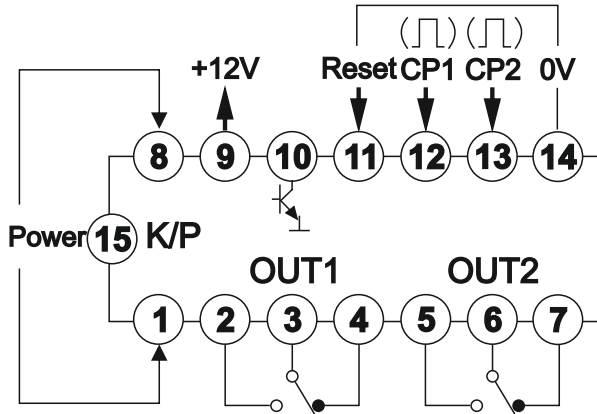 +12V Reset CP1 CP2 0V
8 9 10 11 12 13 14
Power 15 K/P
OUT1 OUT2
1 2 3 4 5 6 7